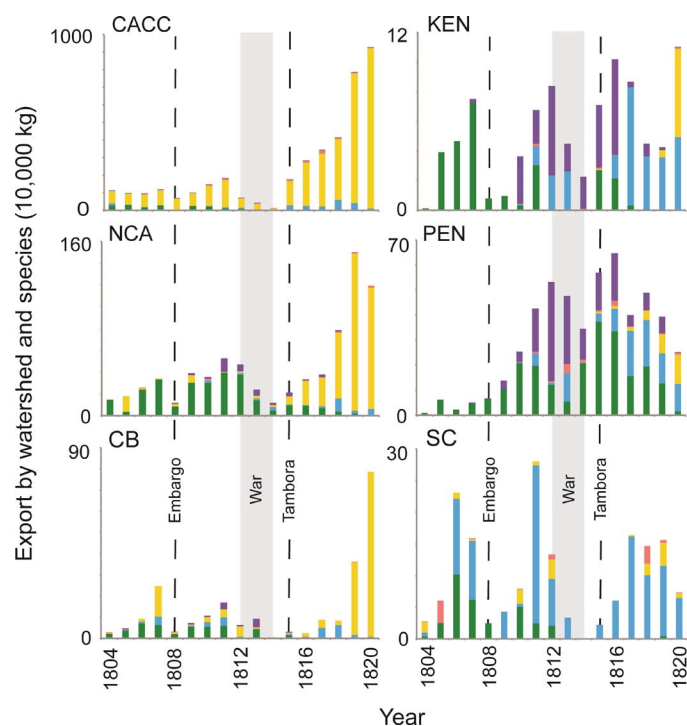 Export by watershed and species (10,000 kg)
CACC
1000
0
KEN
12
0
NCA
160
0
PEN
70
0
CB
90
0
Embargo
War
Tambora
SC
30
0
Embargo
War
Tambora
1804
1808
1812
1816
1820
1804
1808
1812
1816
1820
Year